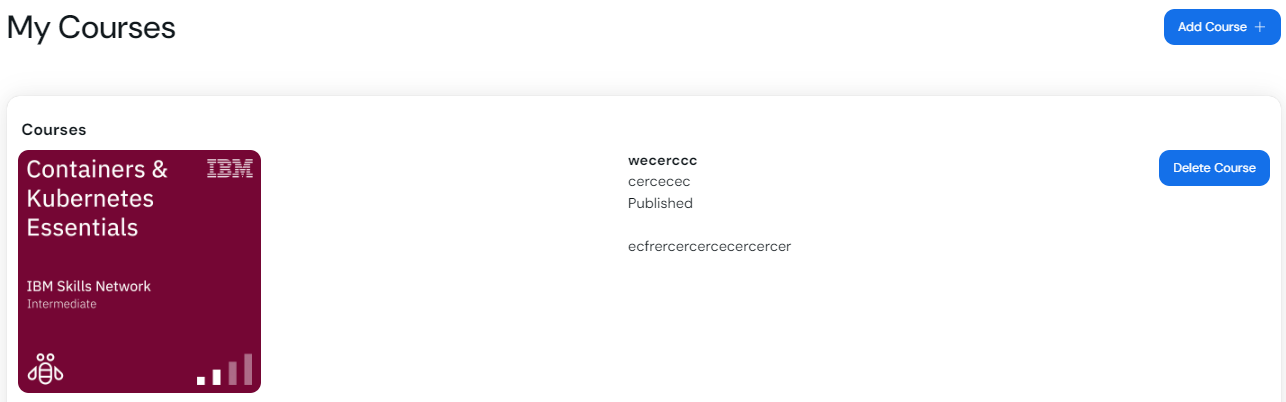 My Courses
Add Course +
Courses
Containers &
Kubernetes
Essentials
IBM
IBM Skills Network
Intermediate
wecerccc
cercecec
Published
ecfrercercercecercercer
Delete Course